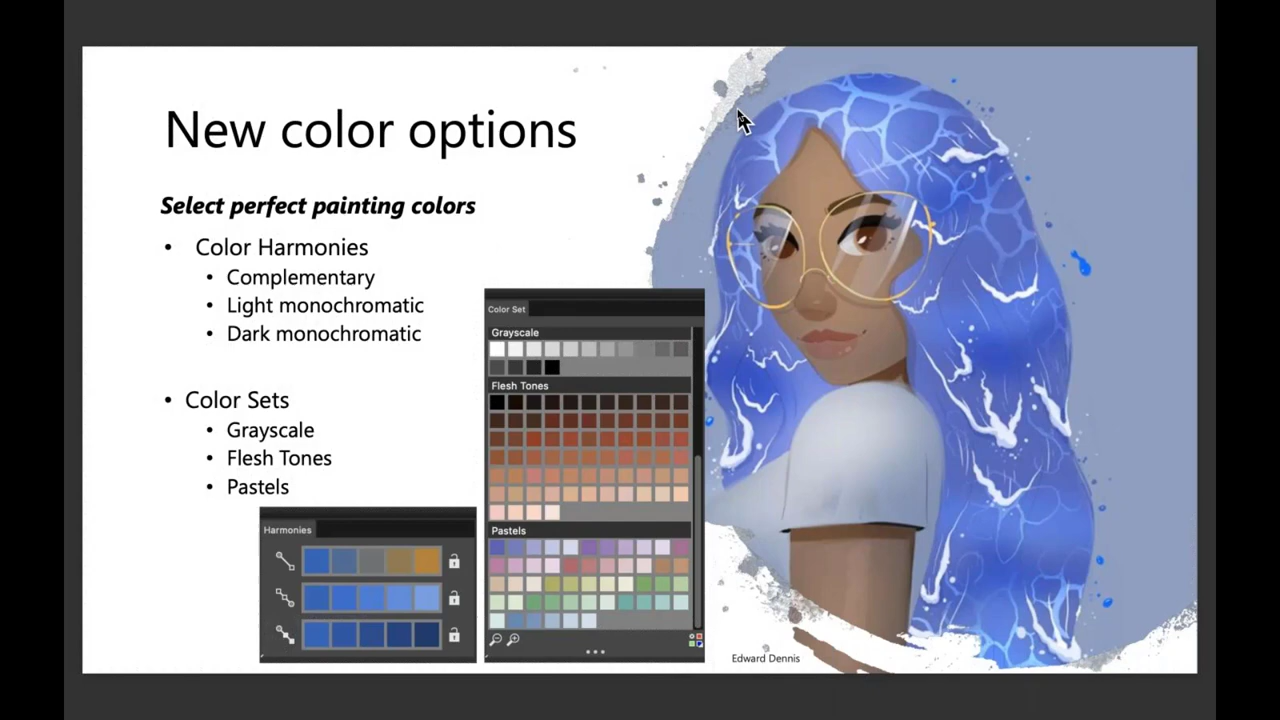 New color options
Select perfect painting colors
• Color Harmonies
• Complementary
• Light monochromatic
• Dark monochromatic
• Color Sets
• Grayscale
• Flesh Tones
• Pastels
Harmonies
Color Set
Grayscale
Flesh Tones
Pastels
Edward Dennis